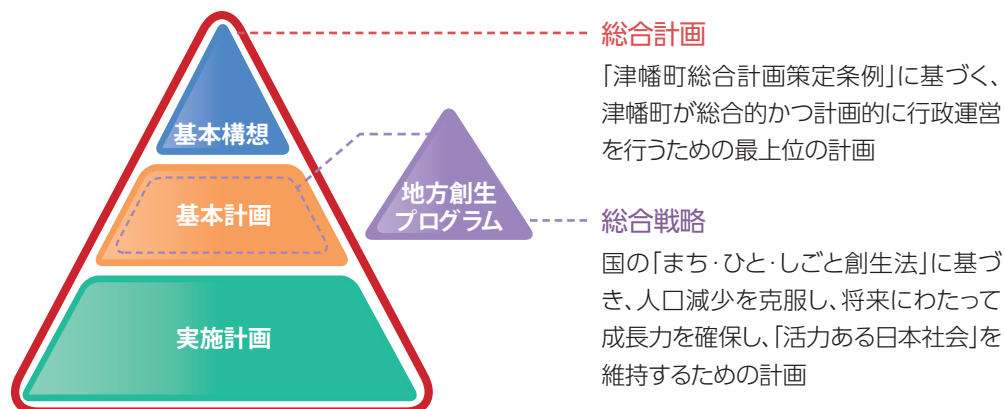 総合計画
「津幡町総合計画策定条例」に基づく、
津幡町が総合的かつ計画的に行政運営
を行うための最上位の計画
基本構想
基本計画
実施計画
地方創生
プログラム
総合戦略
国の「まち・ひと・しごと創生法」に基づ
き、人口減少を克服し、将来にわたって
成長力を確保し、「活力ある日本社会」を
維持するための計画